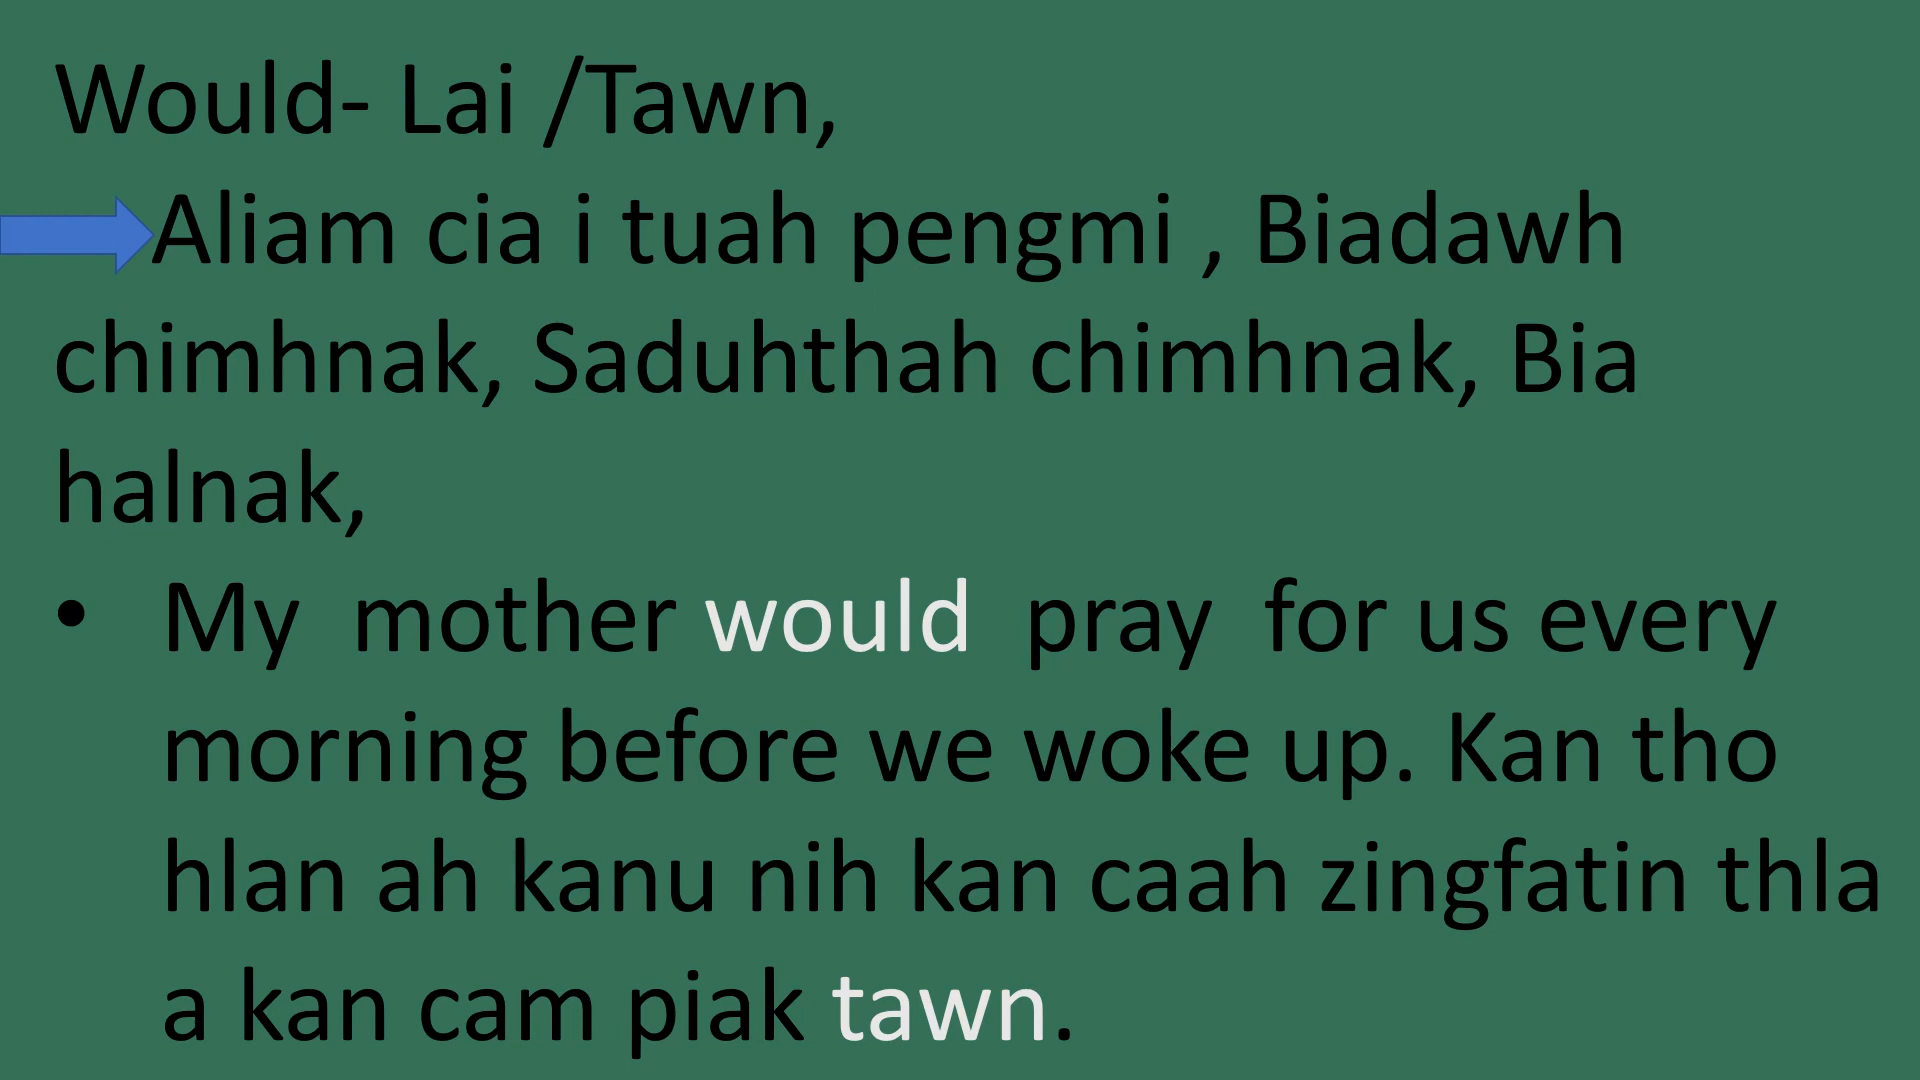 Would- Lai /Tawn,
Aliam cia i tuah pengmi , Biadawh
chimhnak, Saduhthah chimhnak, Bia
halnak,
• My mother would pray for us every
morning before we woke up. Kan tho
hlan ah kanu nih kan caah zingfatin thla
a kan cam piak tawn.